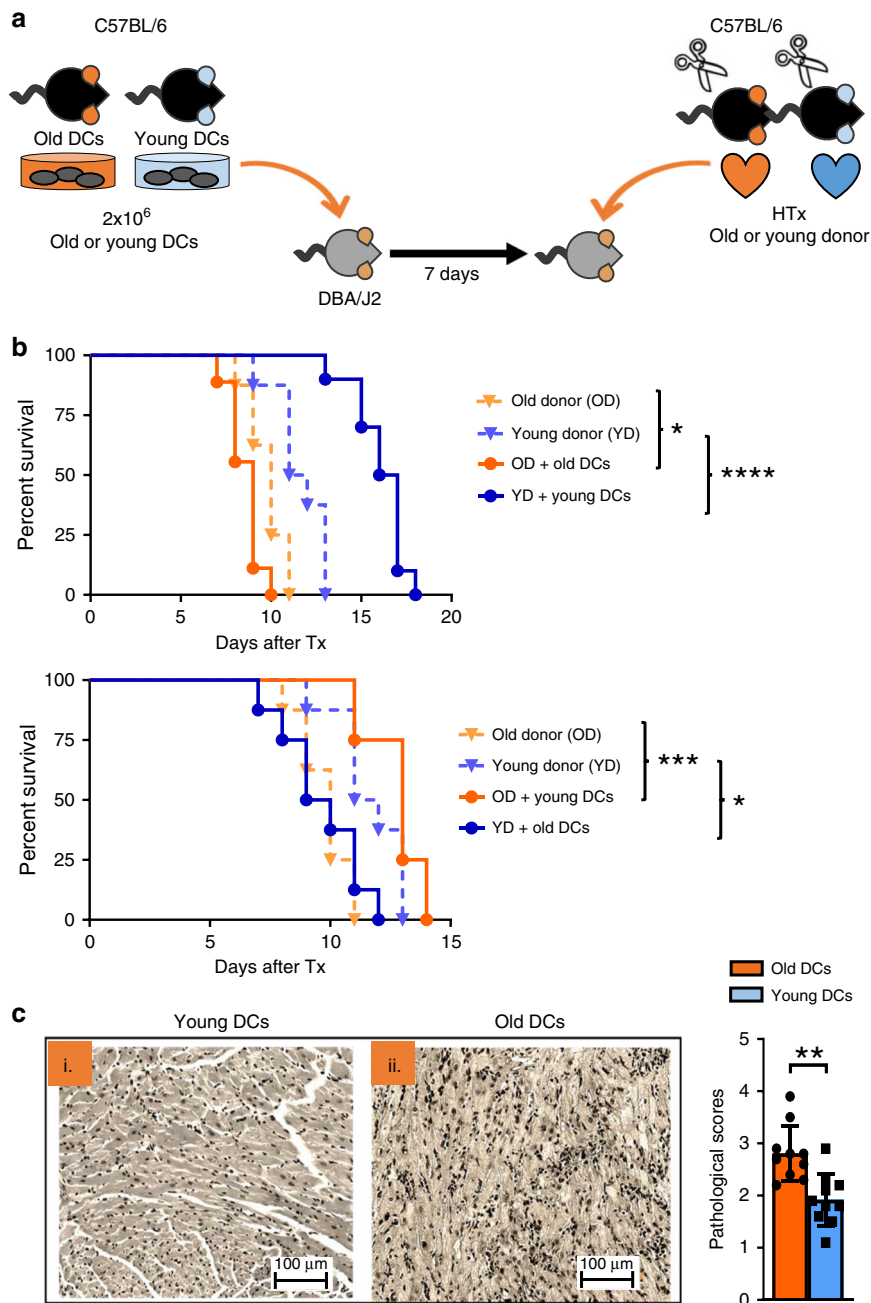 a
C57BL/6
C57BL/6
Old DCs
Young DCs
2x10⁶
Old or young DCs
HTx
Old or young donor
7 days
DBA/J2
b
100
75
50
25
0
Percent survival
0 5 10 15 20
Days after Tx
Old donor (OD)
Young donor (YD)
OD + old DCs
YD + young DCs
*
****
100
75
50
25
0
Percent survival
0 5 10 15
Days after Tx
Old donor (OD)
Young donor (YD)
OD + young DCs
YD + old DCs
***
*
c
Young DCs
Old DCs
i.
ii.
100 μm
100 μm
Old DCs
Young DCs
**
5
4
3
2
1
0
Pathological scores